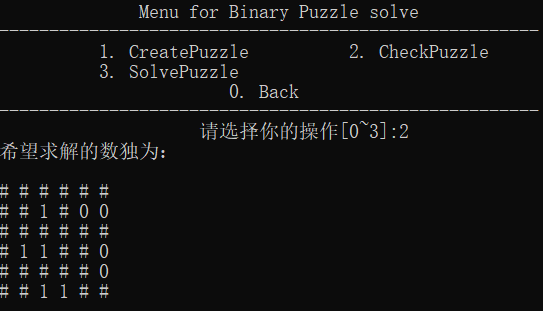 Menu for Binary Puzzle solve
------------------------------------------------------
1. CreatePuzzle 2. CheckPuzzle
3. SolvePuzzle
0. Back
------------------------------------------------------
请选择你的操作[0~3]:2
希望求解的数独为:
# # # # # #
# # 1 # 0 0
# # # # # #
# 1 1 # # 0
# # # # # 0
# # 1 1 # #